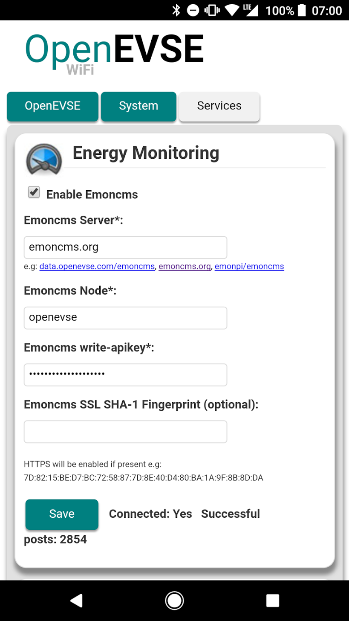 100% 07:00
OpenEVSE
WiFi
OpenEVSE System Services
Energy Monitoring
Enable Emoncms
Emoncms Server*:
emoncms.org
e.g: data.openevse.com/emoncms, emoncms.org, emonpi/emoncms
Emoncms Node*:
openevse
Emoncms write-apikey*:
••••••••••••••••••••
Emoncms SSL SHA-1 Fingerprint (optional):
HTTPS will be enabled if present e.g:
7D:82:15:BE:D7:BC:72:58:87:7D:8E:40:D4:80:BA:1A:9F:8B:8D:DA
Save Connected: Yes Successful
posts: 2854